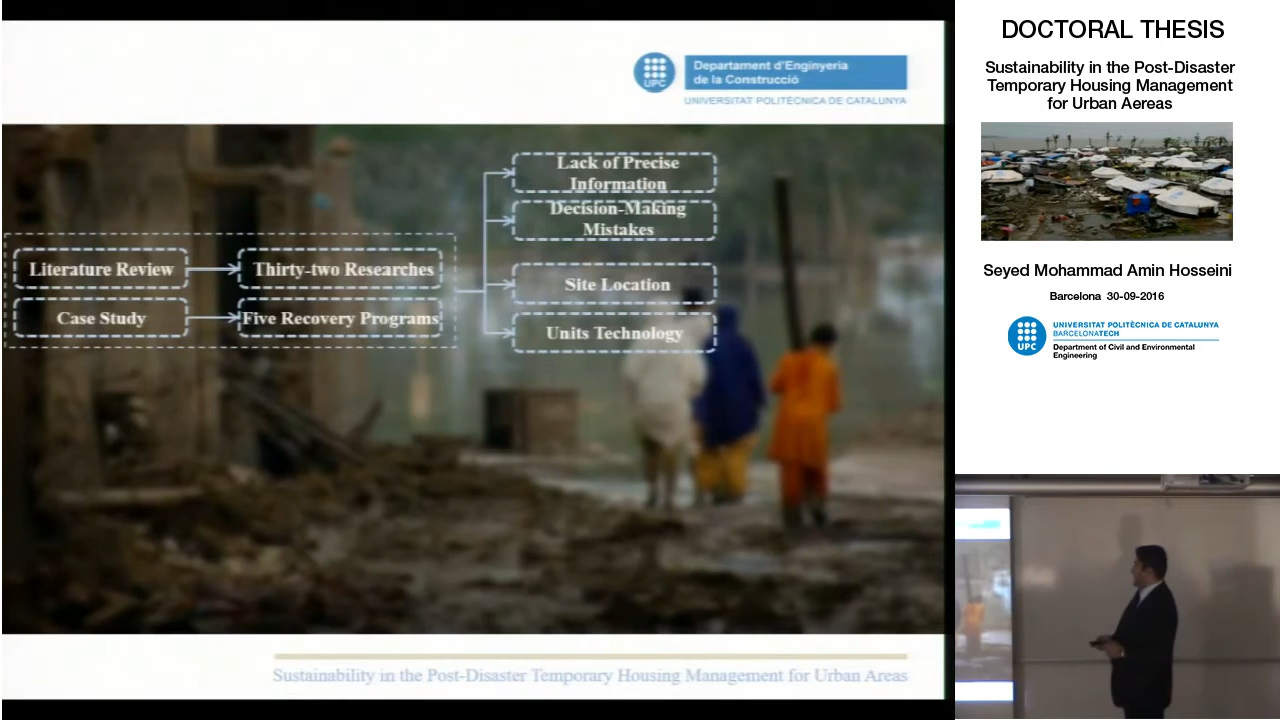 UPC
Departament d'Enginyeria
de la Construcció
UNIVERSITAT POLITÈCNICA DE CATALUNYA
Lack of Precise
Information
Decision-Making
Mistakes
Literature Review
Thirty-two Researches
Site Location
Case Study
Five Recovery Programs
Units Technology
Sustainability in the Post-Disaster Temporary Housing Management for Urban Areas
DOCTORAL THESIS
Sustainability in the Post-Disaster
Temporary Housing Management
for Urban Aereas
Seyed Mohammad Amin Hosseini
Barcelona 30-09-2016
UPC
UNIVERSITAT POLITÈCNICA DE CATALUNYA
BARCELONATECH
Department of Civil and Environmental
Engineering